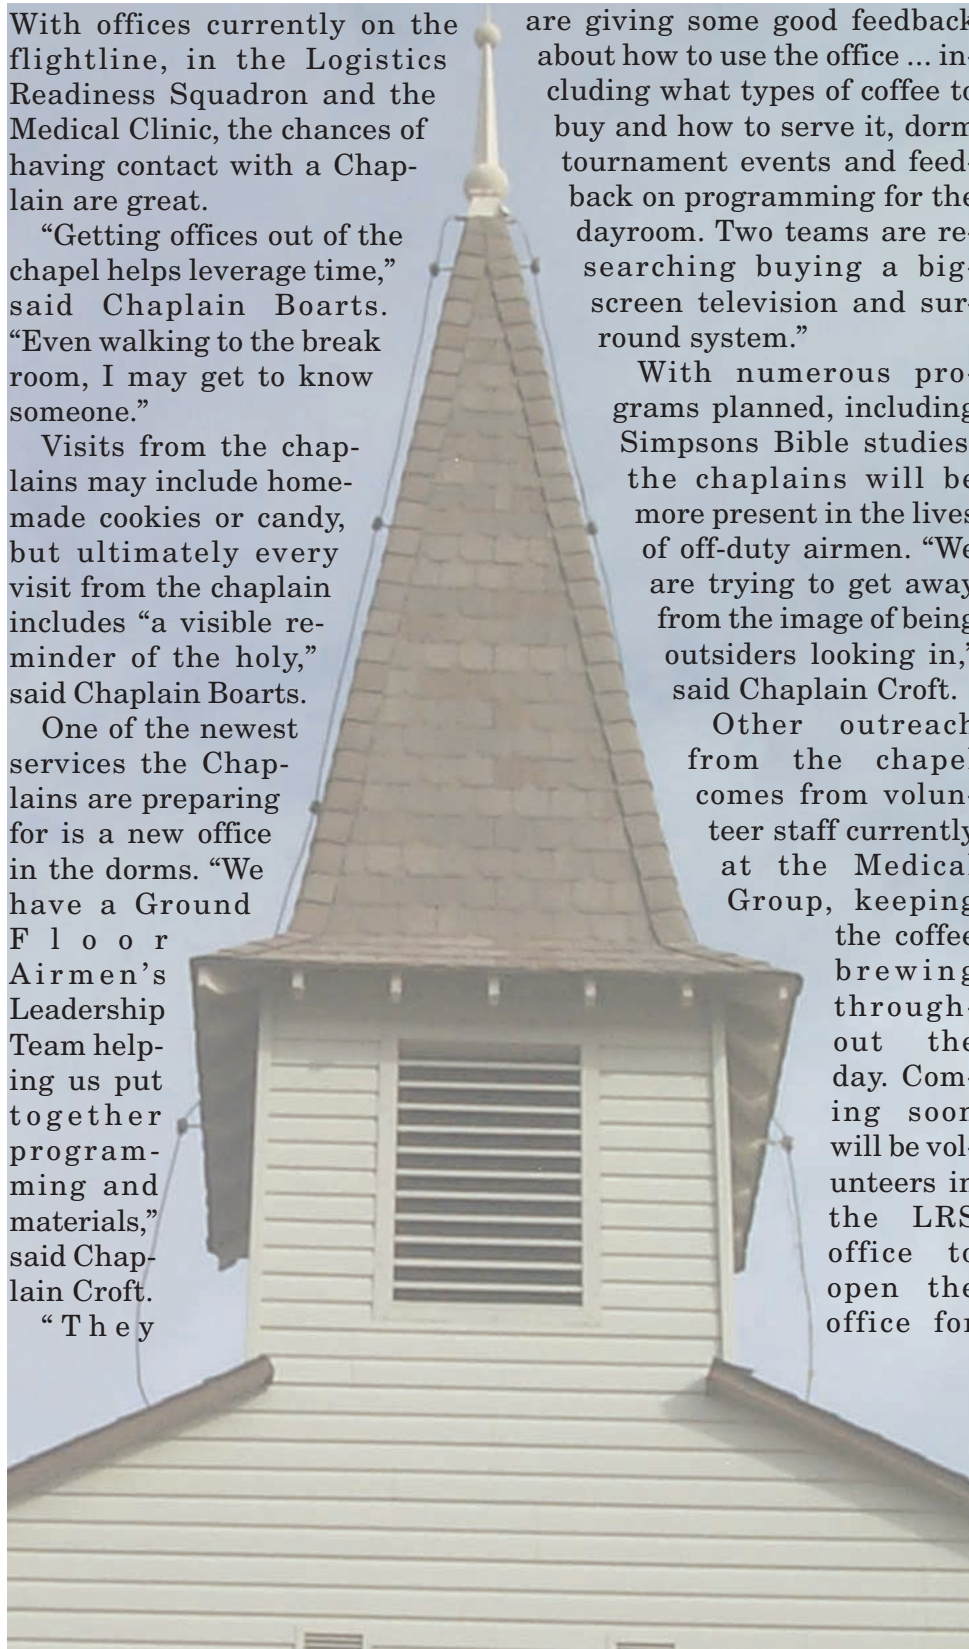 With offices currently on the
flightline, in the Logistics
Readiness Squadron and the
Medical Clinic, the chances of
having contact with a Chap-
lain are great.
“Getting offices out of the
chapel helps leverage time,”
said Chaplain Boarts.
“Even walking to the break
room, I may get to know
someone.”
Visits from the chap-
lains may include home-
made cookies or candy,
but ultimately every
visit from the chaplain
includes “a visible re-
minder of the holy,”
said Chaplain Boarts.
One of the newest
services the Chap-
lains are preparing
for is a new office
in the dorms. “We
have a Ground
Floor
Airmen’s
Leadership
Team help-
ing us put
together
program-
ming and
materials,”
said Chap-
lain Croft.
“They
are giving some good feedback
about how to use the office ... in-
cluding what types of coffee to
buy and how to serve it, dorm
tournament events and feed-
back on programming for the
dayroom. Two teams are re-
searching buying a big-
screen television and sur-
round system.”
With numerous pro-
grams planned, including
Simpsons Bible studies
the chaplains will be
more present in the lives
of off-duty airmen. “We
are trying to get away
from the image of being
outsiders looking in,”
said Chaplain Croft.
Other outreach
from the chapel
comes from volun-
teer staff currently
at the Medical
Group, keeping
the coffee
brewing
through-
out the
day. Com-
ing soon
will be vol-
unteers in
the LRS
office to
open the
office for